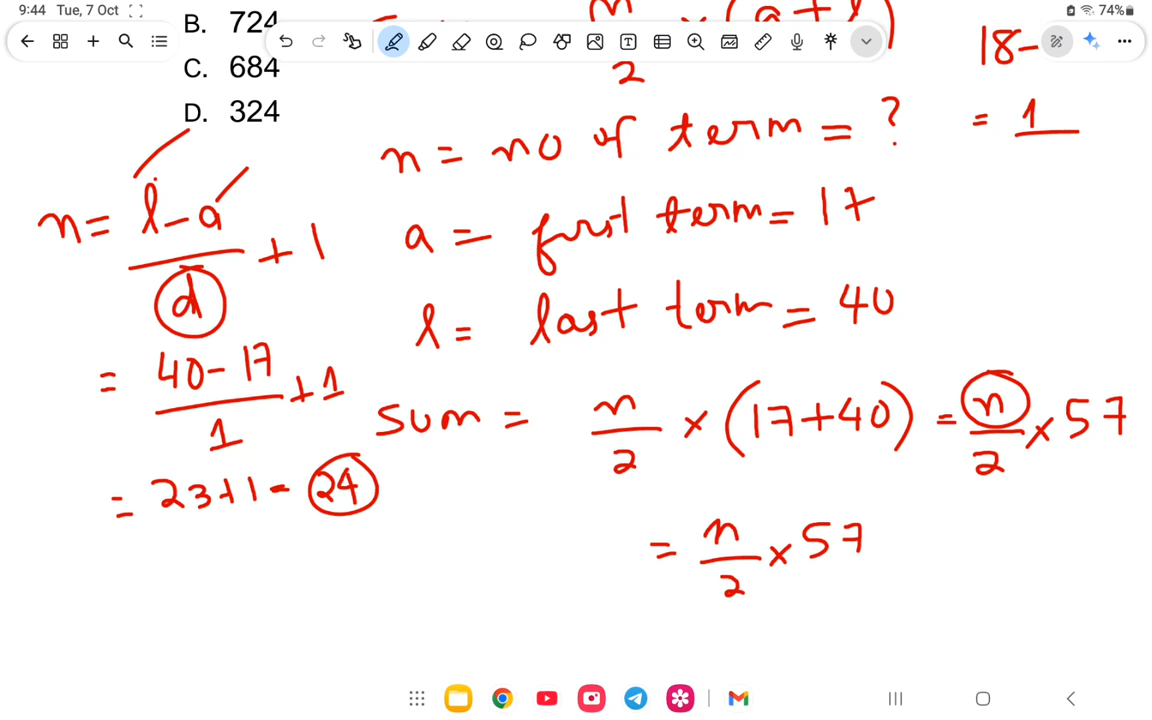 9:44 Tue, 7 Oct
74%
B. 724
C. 684
D. 324
18-
= 1
n = no of term = ?
a = first term = 17
l = last term = 40
n = l - a / d + 1
= 40 - 17 / 1 + 1
= 23 + 1 = 24
sum = n/2 × (17 + 40) = n/2 × 57
= n/2 × 57